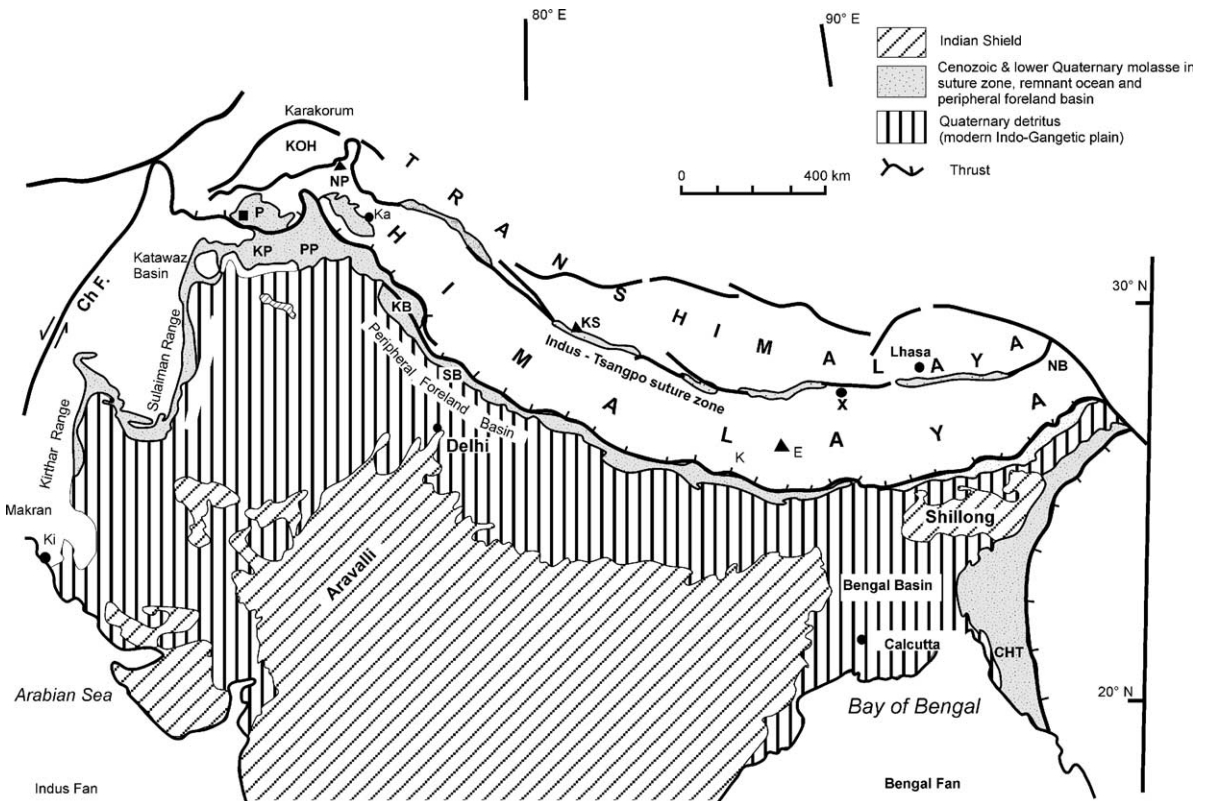 80° E
90° E
Indian Shield
Cenozoic & lower Quaternary molasse in
suture zone, remnant ocean and
peripheral foreland basin
Quaternary detritus
(modern Indo-Gangetic plain)
Thrust
0 400 km
Karakorum
KOH
NP
P
Ka
KP
PP
Katawaz
Basin
Ch F.
Sulaiman Range
Kirthar Range
Makran
Ki
KB
SB
Peripheral Foreland Basin
TRANSHIMALAYA
HIMALAYA
KS
Indus - Tsangpo suture zone
Lhasa
X
NB
30° N
K
E
Delhi
Aravalli
Shillong
Bengal Basin
Calcutta
CHT
20° N
Arabian Sea
Bay of Bengal
Indus Fan
Bengal Fan